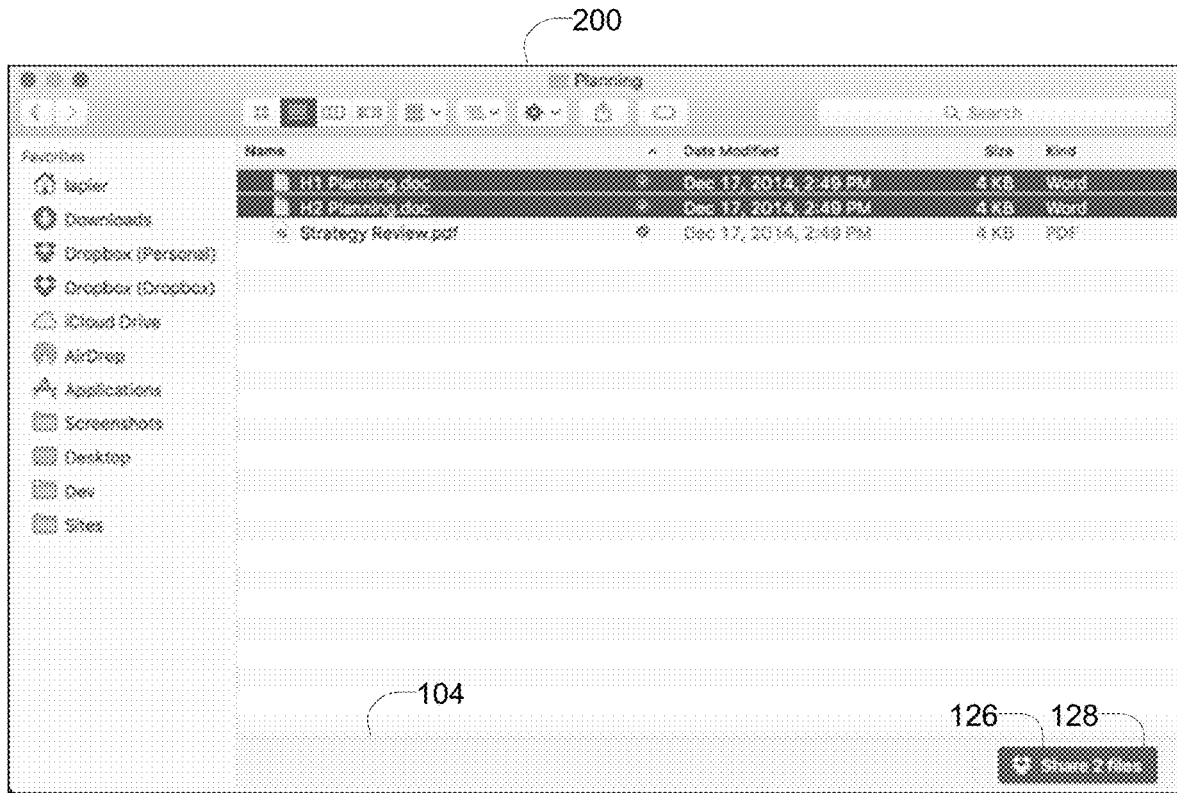 200
Planning
Search
Favorites
Name Date Modified Size Kind
lapier
H1 Planning.doc Dec 17, 2014, 2:49 PM 4 KB Word
Downloads
H2 Planning.doc Dec 17, 2014, 2:49 PM 4 KB Word
Strategy Review.pdf Dec 17, 2014, 2:49 PM 4 KB PDF
Dropbox (Personal)
Dropbox (Dropbox)
iCloud Drive
AirDrop
Applications
Screenshots
Desktop
Dev
Sites
104
126 128
Share 2 files